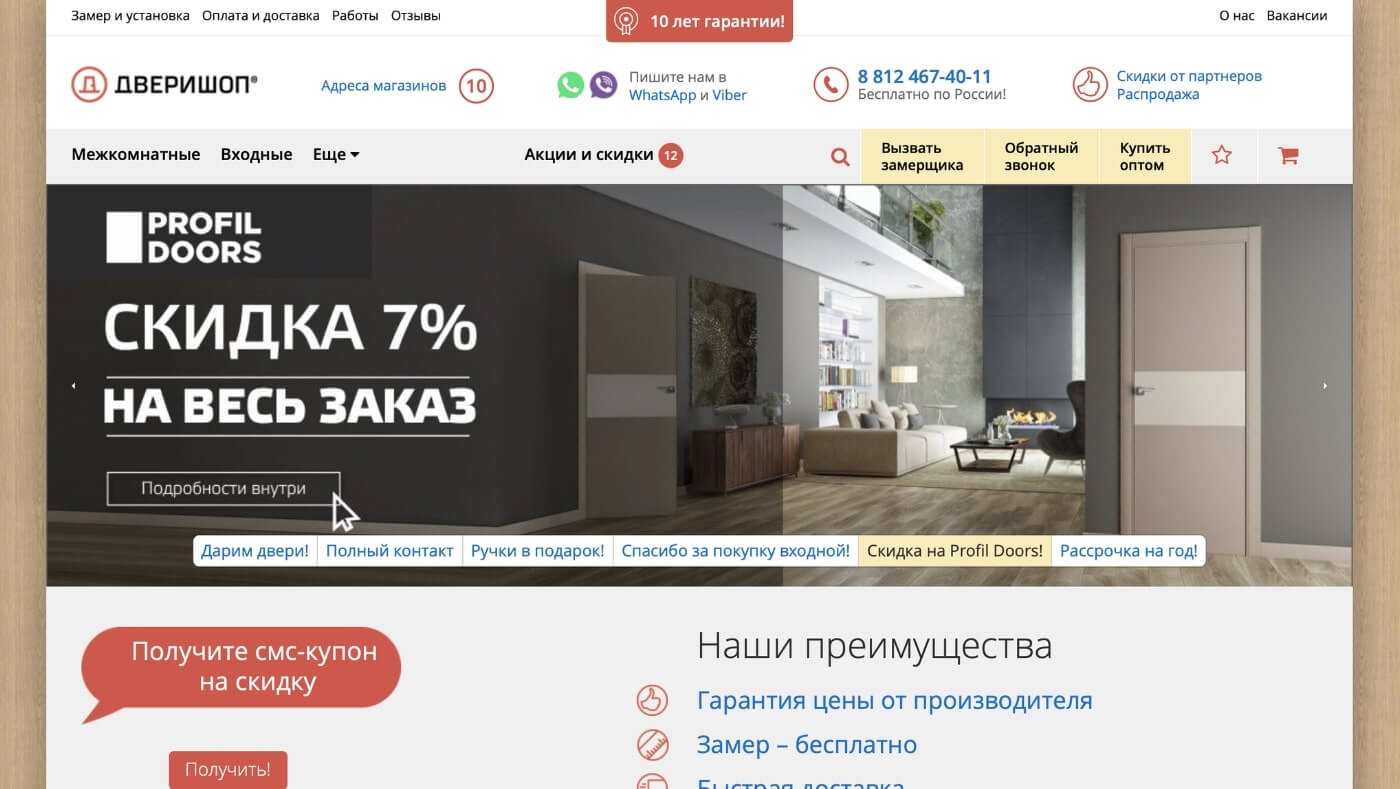 Замер и установка Оплата и доставка Работы Отзывы
10 лет гарантии!
О нас Вакансии
ДВЕРИШОП®
Адреса магазинов 10
Пишите нам в
WhatsApp и Viber
8 812 467-40-11
Бесплатно по России!
Скидки от партнеров
Распродажа
Межкомнатные Входные Еще
Акции и скидки 12
Вызвать
замерщика
Обратный
звонок
Купить
оптом
PROFIL
DOORS
СКИДКА 7%
НА ВЕСЬ ЗАКАЗ
Подробности внутри
Дарим двери! Полный контакт Ручки в подарок! Спасибо за покупку входной! Скидка на Profil Doors! Рассрочка на год!
Получите смс-купон
на скидку
Получить!
Наши преимущества
Гарантия цены от производителя
Замер – бесплатно
Быстрая доставка